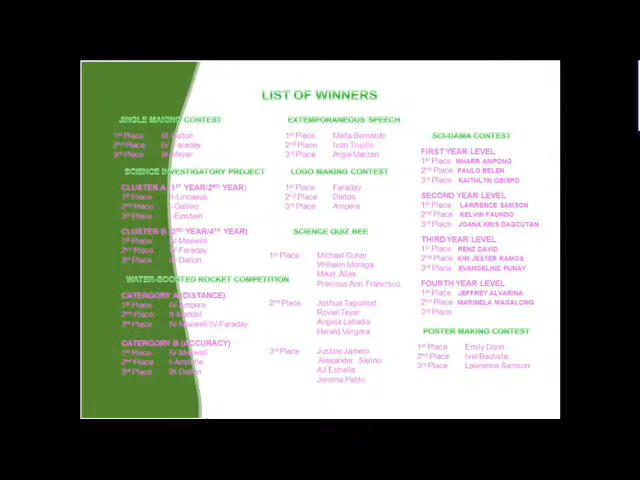 LIST OF WINNERS
JINGLE MAKING CONTEST
1st Place III Dalton
2nd Place IV Faraday
3rd Place III Meyer
SCIENCE INVESTIGATORY PROJECT
CLUSTER A (1ST YEAR/2ND YEAR)
1st Place II-Linnaeus
2nd Place I-Galileo
3rd Place I-Einstein
CLUSTER B (3RD YEAR/4TH YEAR)
1st Place IV-Maxwell
2nd Place IV-Faraday
3rd Place III-Dalton
WATER-BOOSTED ROCKET COMPETITION
CATERGORY A (DISTANCE)
1st Place IV-Ampere
2nd Place II-Mendel
3rd Place IV-Maxwell/IV-Faraday
CATERGORY B (ACCURACY)
1st Place IV-Maxwell
2nd Place I-Aristotle
3rd Place III-Dalton
EXTEMPORANEOUS SPEECH
1st Place Bernardo
2nd Place Ivan Trujillo
3rd Place Argie Marzan
LOGO MAKING CONTEST
1st Place Faraday
2nd Place Dalton
3rd Place Ampere
SCIENCE QUIZ BEE
1st Place Michael
Wilhelm Moraga
Mikel Alias
Precious Ann Francisco
2nd Place Joshua Tagumod
Roviel
Angela Labador
Herald Vergara
3rd Place Justine Jamelo
Alexander Sarino
AJ Estrella
Jerome Pablo
SCI-DAMA CONTEST
FIRST YEAR LEVEL
1st Place MHARR AMPONG
2nd Place PAULO BELEN
3rd Place KAITHLYN OBISPO
SECOND YEAR LEVEL
1st Place LAWRENCE SAMSON
2nd Place KELVIN FAUNDO
3rd Place JOANA KRIS DAGCUTAN
THIRD YEAR LEVEL
1st Place RENZ DAVID
2nd Place KIM JESTER RAMOS
3rd Place EVANGELINE PUNAY
FOURTH YEAR LEVEL
1st Place JEFFREY ALVARINA
2nd Place MARINELA MAGALONG
3rd Place
POSTER MAKING CONTEST
1st Place Emily
2nd Place Ivel Bautista
3rd Place Lawrence Samson